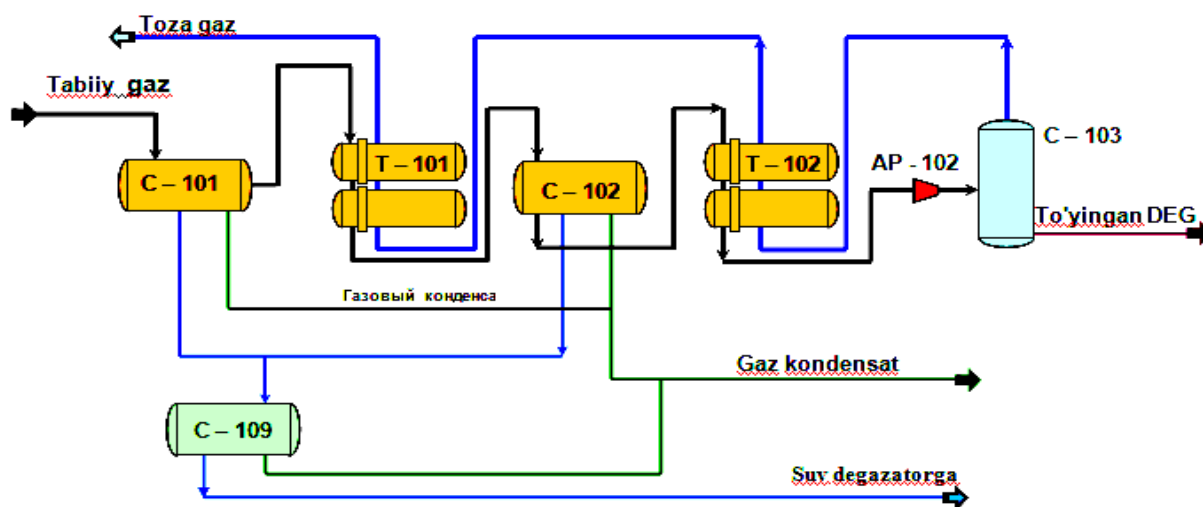 Toza gaz
Tabiiy gaz
C – 103
T – 101
T – 102
AP - 102
C – 101
C – 102
To'yingan DEG
Газовый конденса
Gaz kondensat
C – 109
Suv degazatorga